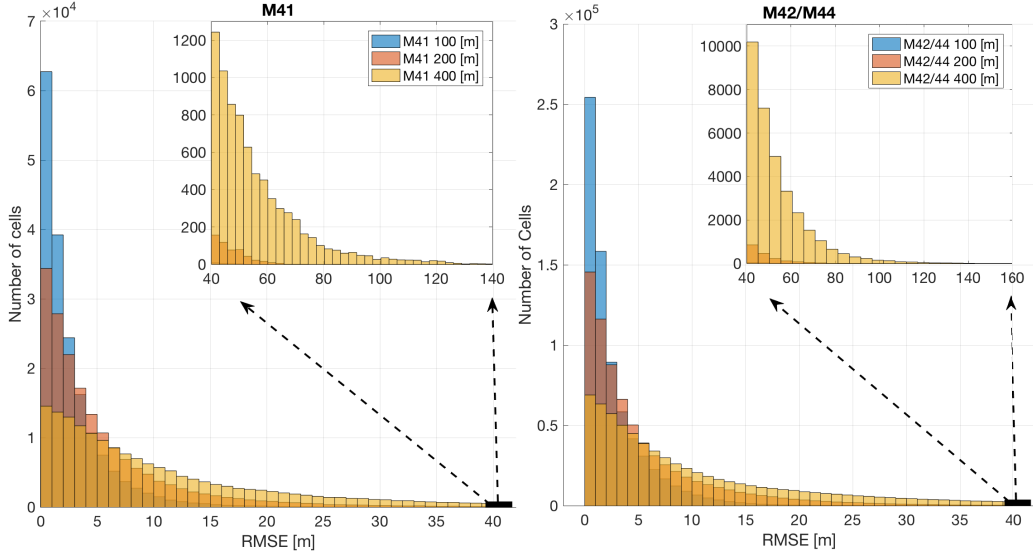 M41
×10⁴
7
6
5
4
3
2
1
0
Number of cells
0 5 10 15 20 25 30 35 40
RMSE [m]
1200
1000
800
600
400
200
0
40 60 80 100 120 140
M41 100 [m]
M41 200 [m]
M41 400 [m]
M42/M44
×10⁵
3
2.5
2
1.5
1
0.5
0
Number of Cells
0 5 10 15 20 25 30 35 40
RMSE [m]
10000
8000
6000
4000
2000
0
40 60 80 100 120 140 160
M42/44 100 [m]
M42/44 200 [m]
M42/44 400 [m]